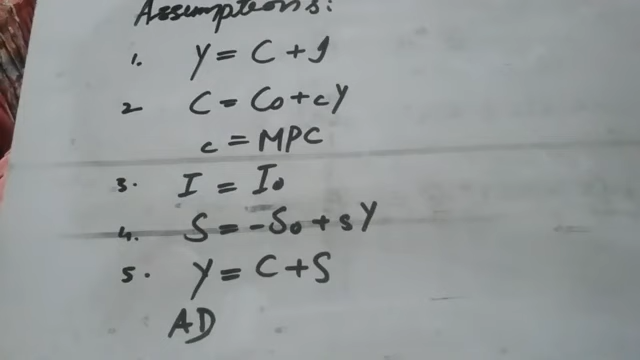 Assumptions:
1. Y = C + I
2 C = C0 + cY
c = MPC
3. I = I0
4. S = -S0 + sY
5. Y = C + S
AD